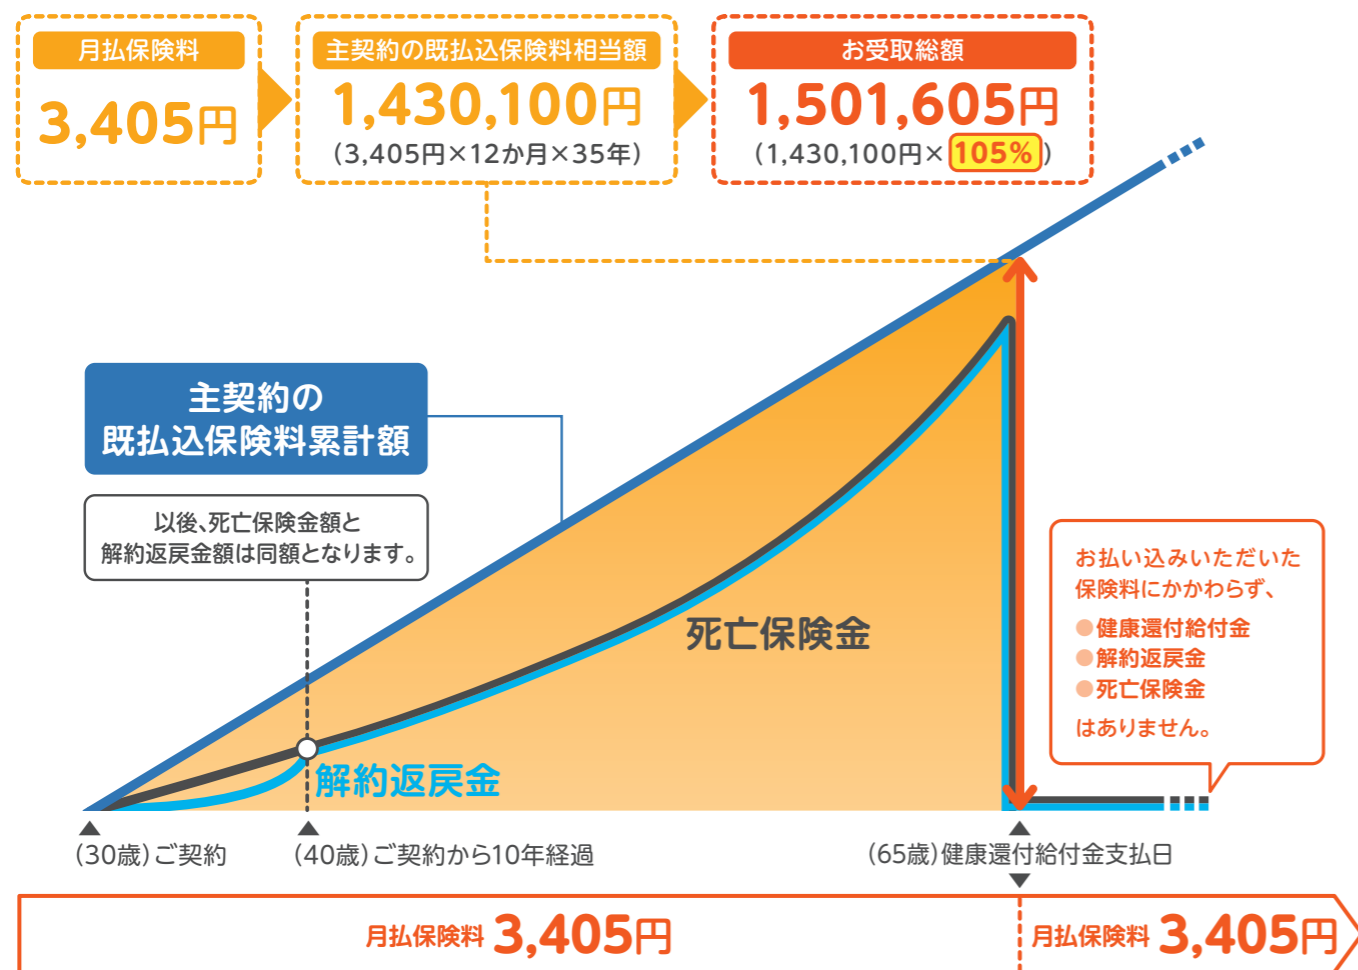 月払保険料
3,405円
主契約の既払込保険料相当額
1,430,100円
(3,405円×12か月×35年)
お受取総額
1,501,605円
(1,430,100円×105%)
主契約の
既払込保険料累計額
以後、死亡保険金額と
解約返戻金額は同額となります。
死亡保険金
解約返戻金
お払い込みいただいた
保険料にかかわらず、
●健康還付給付金
●解約返戻金
●死亡保険金
はありません。
(30歳)ご契約
(40歳)ご契約から10年経過
(65歳)健康還付給付金支払日
月払保険料 3,405円
月払保険料 3,405円